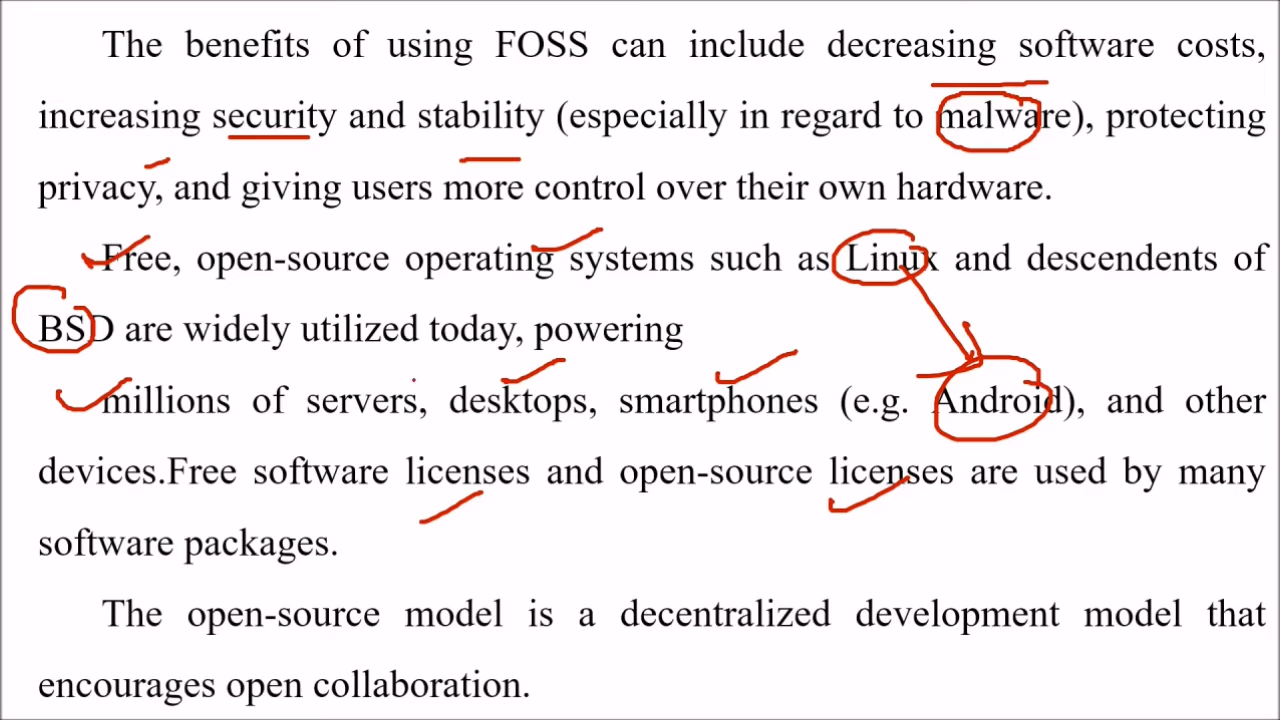 The benefits of using FOSS can include decreasing software costs,
increasing security and stability (especially in regard to malware), protecting
privacy, and giving users more control over their own hardware.
Free, open-source operating systems such as Linux and descendents of
BSD are widely utilized today, powering
millions of servers, desktops, smartphones (e.g. Android), and other
devices.Free software licenses and open-source licenses are used by many
software packages.
The open-source model is a decentralized development model that
encourages open collaboration.